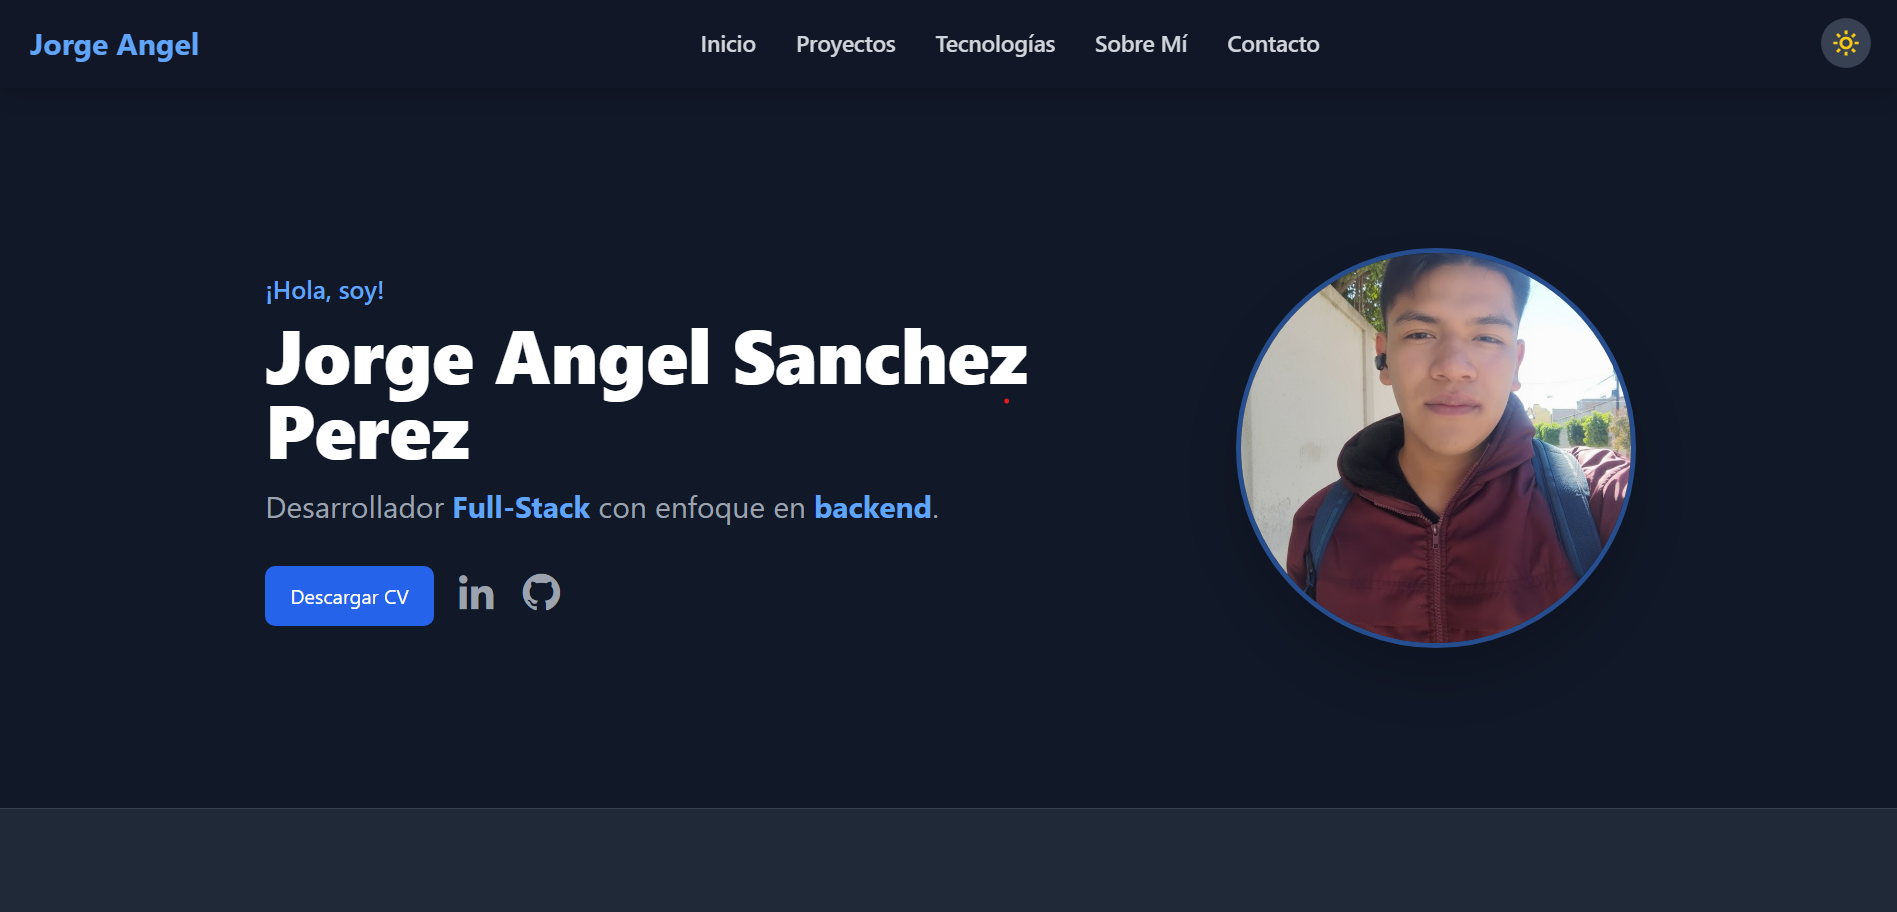 Jorge Angel
Inicio Proyectos Tecnologías Sobre Mí Contacto
¡Hola, soy!
Jorge Angel Sanchez
Perez
Desarrollador Full-Stack con enfoque en backend.
Descargar CV in